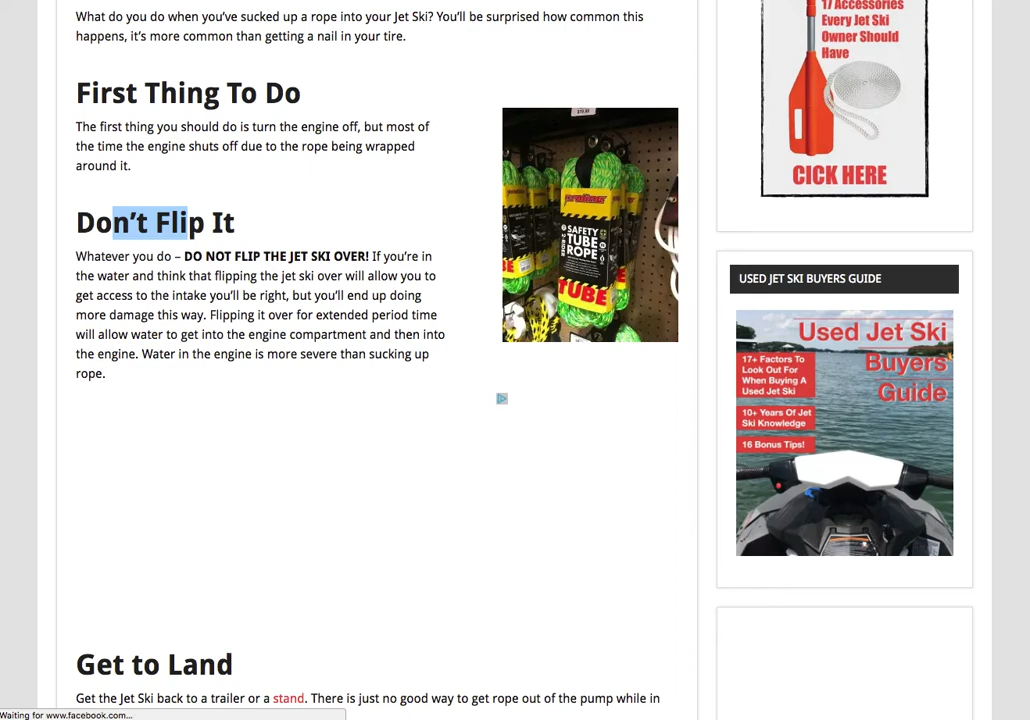 What do you do when you've sucked up a rope into your Jet Ski? You'll be surprised how common this
happens, it's more common than getting a nail in your tire.
First Thing To Do
The first thing you should do is turn the engine off, but most of
the time the engine shuts off due to the rope being wrapped
around it.
Don't Flip It
Whatever you do – DO NOT FLIP THE JET SKI OVER! If you're in
the water and think that flipping the jet ski over will allow you to
get access to the intake you'll be right, but you'll end up doing
more damage this way. Flipping it over for extended period time
will allow water to get into the engine compartment and then into
the engine. Water in the engine is more severe than sucking up
rope.
SAFETY
TUBE
ROPE
TUBE
Get to Land
Get the Jet Ski back to a trailer or a stand. There is just no good way to get rope out of the pump while in
17 Accessories
Every Jet Ski
Owner Should
Have
CICK HERE
USED JET SKI BUYERS GUIDE
Used Jet Ski
Buyers
Guide
17+ Factors To
Look Out For
When Buying A
Used Jet Ski
10+ Years Of Jet
Ski Knowledge
16 Bonus Tips!
Waiting for www.facebook.com...